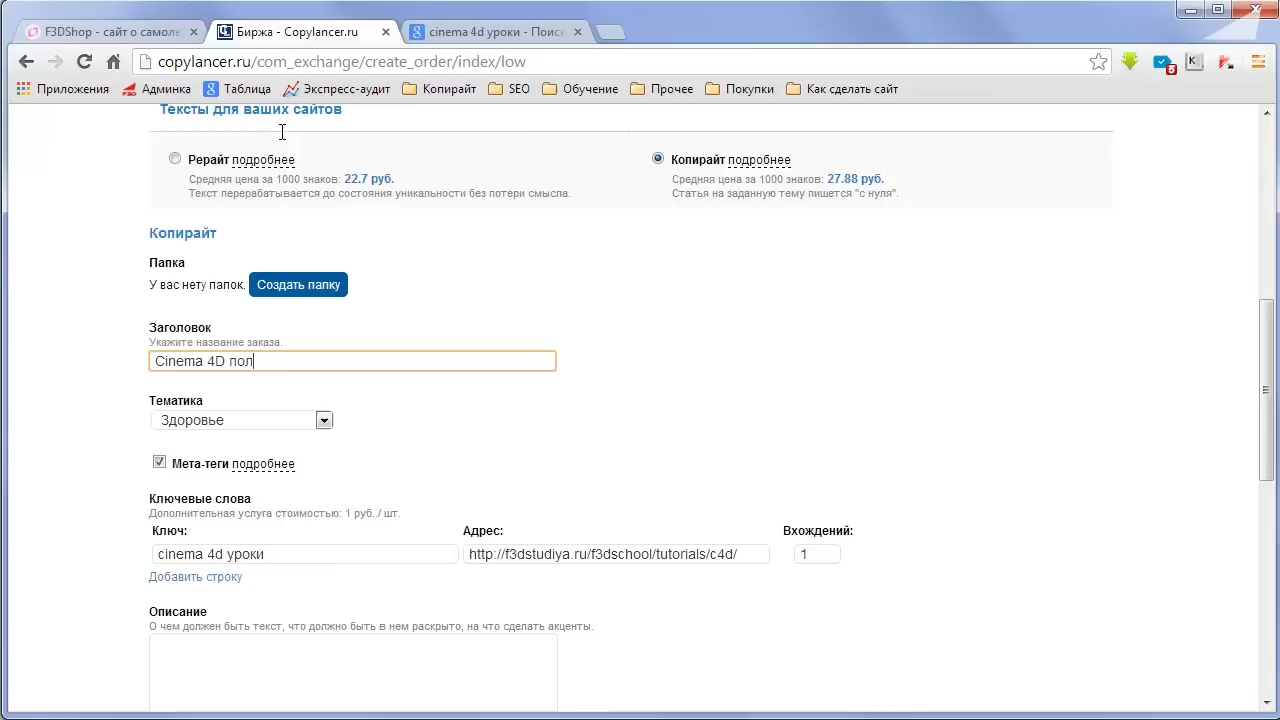 F3DShop - сайт о самоле
Биржа - Copylancer.ru
cinema 4d уроки - Поис
copylancer.ru/com_exchange/create_order/index/low
5
K
Приложения
Админка
Таблица
Экспресс-аудит
Копирайт
SEO
Обучение
Прочее
Покупки
Как сделать сайт
Тексты для ваших сайтов
Рерайт подробнее
Средняя цена за 1000 знаков: 22.7 руб.
Текст перерабатывается до состояния уникальности без потери смысла.
Копирайт подробнее
Средняя цена за 1000 знаков: 27.88 руб.
Статья на заданную тему пишется "с нуля".
Копирайт
Папка
У вас нету папок. Создать папку
Заголовок
Укажите название заказа.
Cinema 4D пол
Тематика
Здоровье
Мета-теги подробнее
Ключевые слова
Дополнительная услуга стоимостью: 1 руб../ шт.
Ключ: Адрес: Вхождений:
cinema 4d уроки http://f3dstudiya.ru/f3dschool/tutorials/c4d/ 1
Добавить строку
Описание
О чем должен быть текст, что должно быть в нем раскрыто, на что сделать акценты.